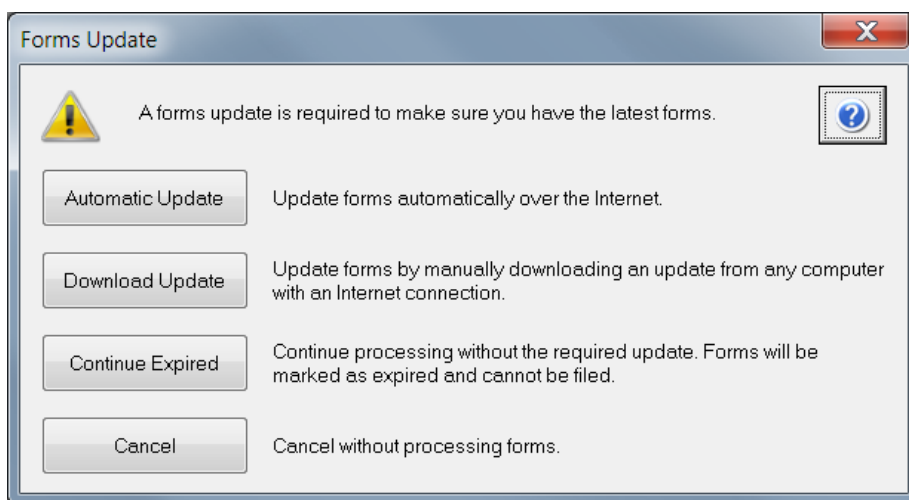 Forms Update
A forms update is required to make sure you have the latest forms.
Automatic Update
Update forms automatically over the Internet.
Download Update
Update forms by manually downloading an update from any computer
with an Internet connection.
Continue Expired
Continue processing without the required update. Forms will be
marked as expired and cannot be filed.
Cancel
Cancel without processing forms.